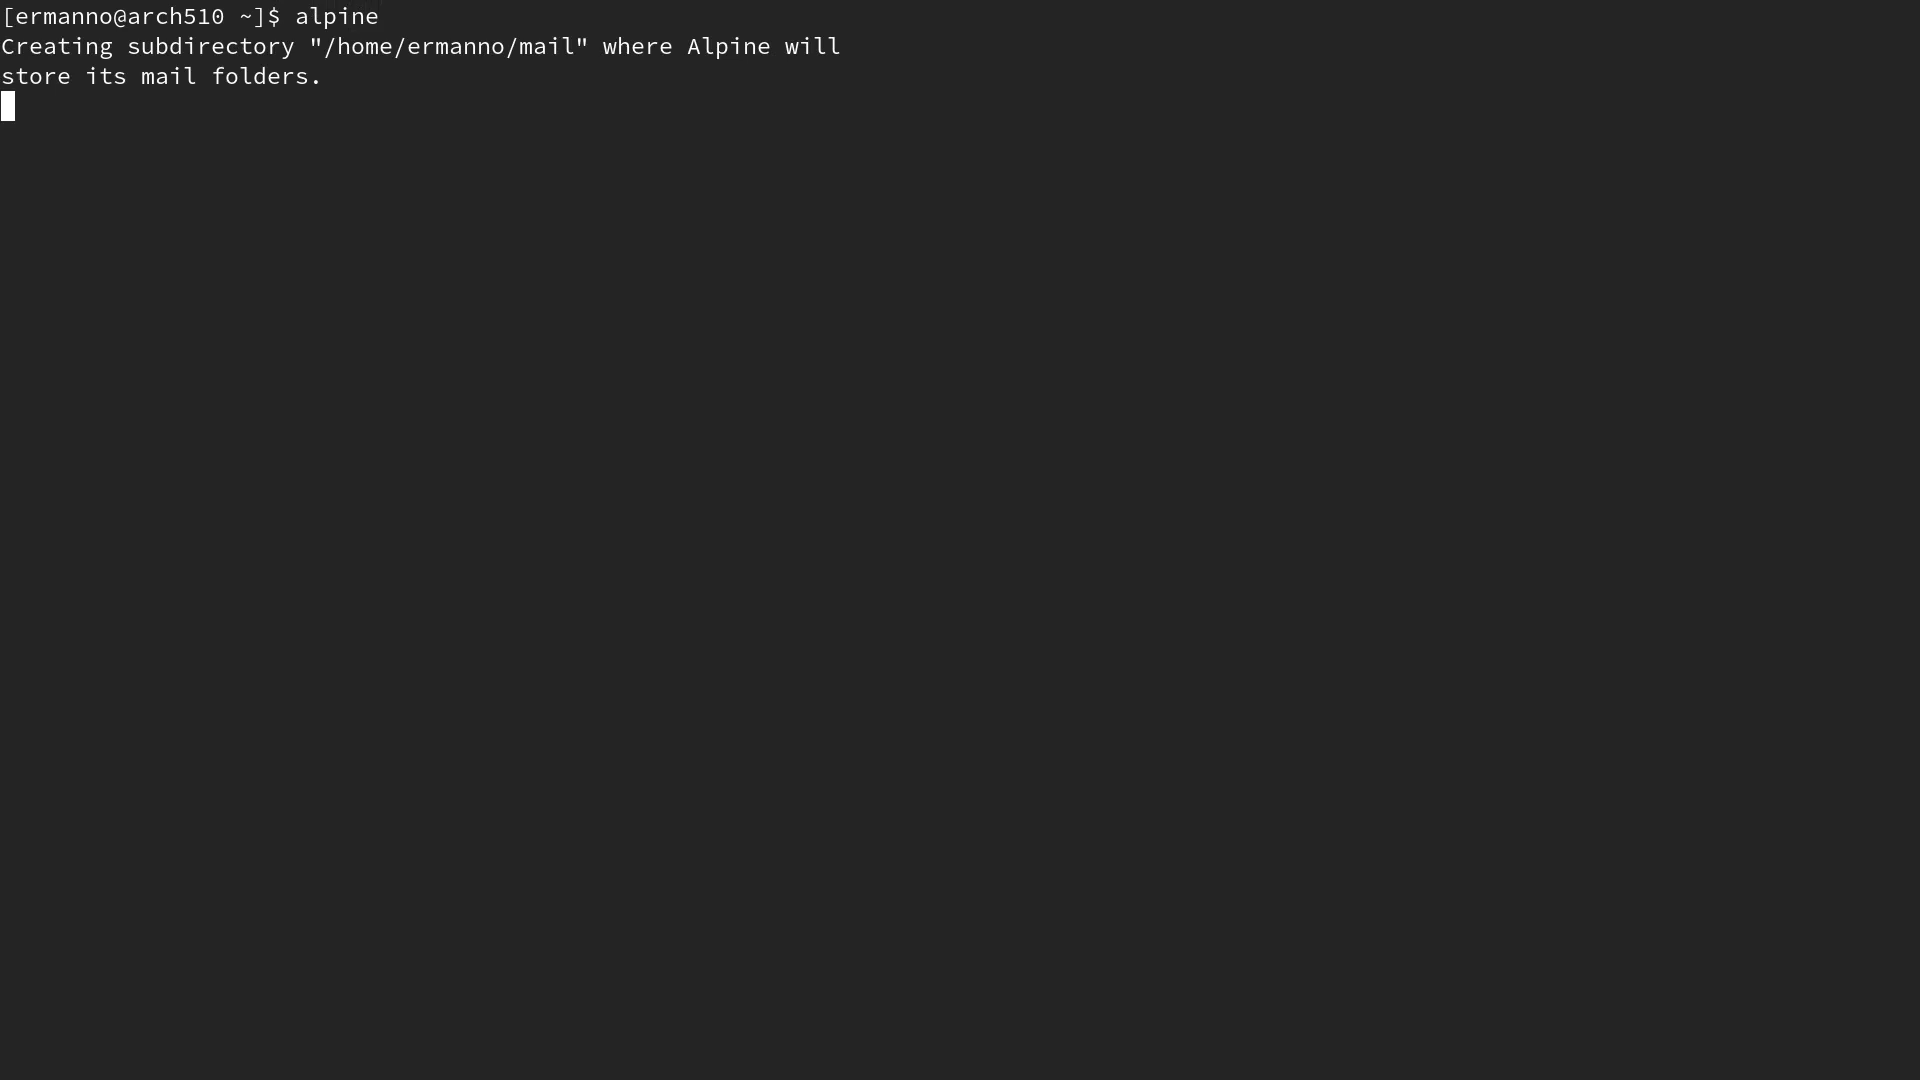 [ermanno@arch510 ~]$ alpine
Creating subdirectory "/home/ermanno/mail" where Alpine will
store its mail folders.